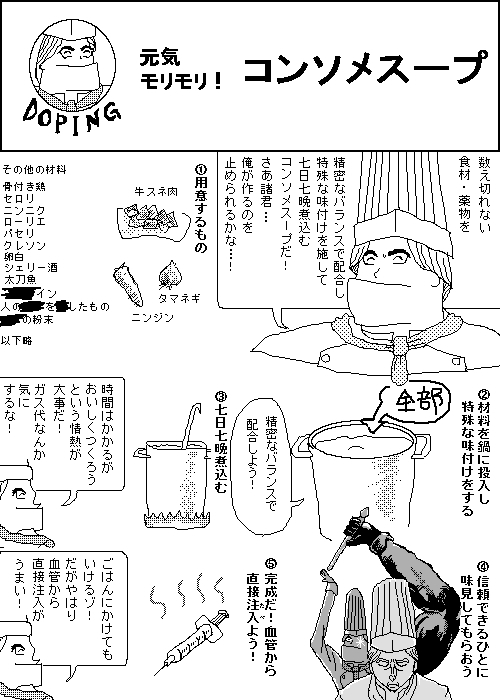 DOPING
元気
モリモリ！
コンソメスープ
数え切れない
食材・薬物を
精密なバランスで配合し
特殊な味付けを施して
七日七晩煮込む
コンソメスープだ！
さあ諸君…
俺が作るのを
止められるかな…！
①用意するもの
牛スネ肉
タマネギ
ニンジン
その他の材料
骨付き鶏
セロリ
ニンニク
ローリエ
パセリ
クレソン
卵白
シェリー酒
太刀魚
イン
人の を したもの
の粉末
以下略
②材料を鍋に投入し
特殊な味付けをする
全部
精密なバランスで
配合しよう！
③七日七晩煮込む
時間はかかるが
おいしくつくろう
という情熱が
大事だ！
ガス代なんか
気に
するな！
④信頼できるひとに
味見してもらおう
⑤完成だ！血管から
直接注入よう！
ごはんにかけても
いけるゾ！
だがやはり
血管から
直接注入が
うまい！